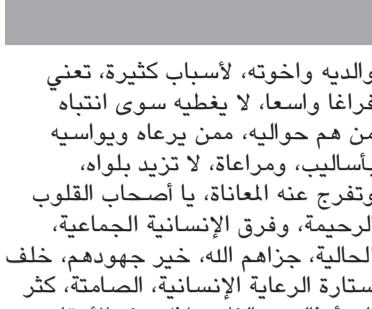 والديه واخوته، لأسباب كثيرة، تعني
فراغا واسعا، لا يغطيه سوى انتباه
من هم حواليه، ممن يرعاه ويواسيه
بأساليب، ومراعاة، لا تزيد بلواه،
وتفرج عنه المعاناة، يا أصحاب القلوب
الرحيمة، وفرق الإنسانية الجماعية،
الحالية، جزاهم الله، خير جهودهم، خلف
ستارة الرعاية الإنسانية، الصامتة، كثر